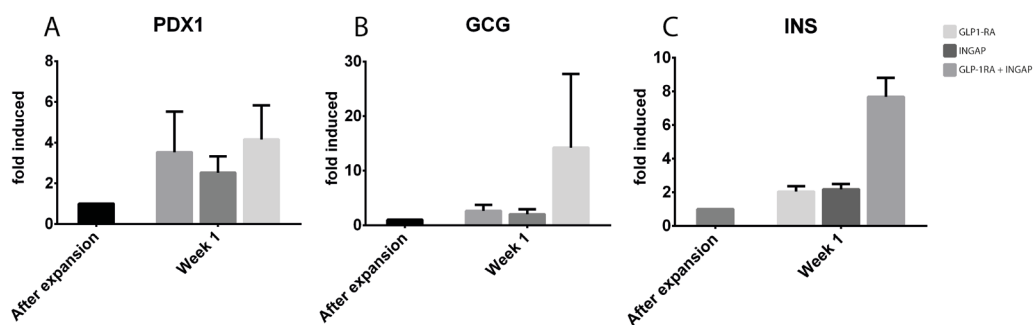 A
PDX1
fold induced
8
6
4
2
0
After expansion
Week 1
B
GCG
fold induced
30
20
10
0
After expansion
Week 1
C
INS
fold induced
10
8
6
4
2
0
After expansion
Week 1
GLP1-RA
INGAP
GLP-1RA + INGAP